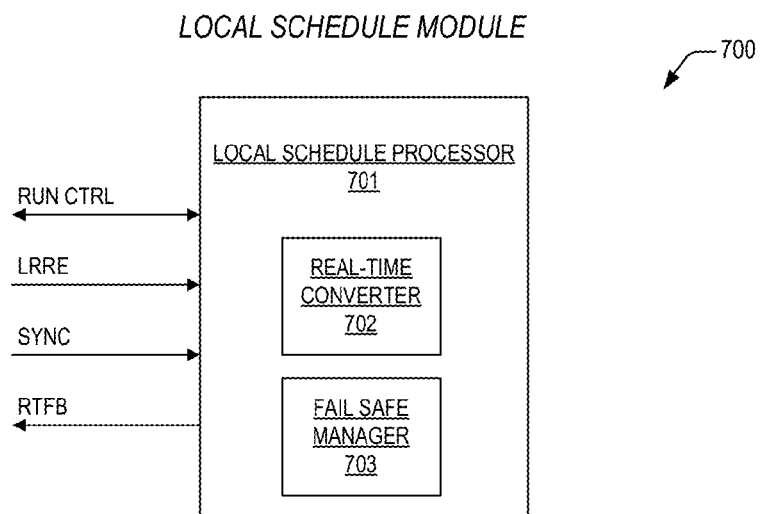 LOCAL SCHEDULE MODULE
700
LOCAL SCHEDULE PROCESSOR
701
RUN CTRL
LRRE
SYNC
RTFB
REAL-TIME
CONVERTER
702
FAIL SAFE
MANAGER
703